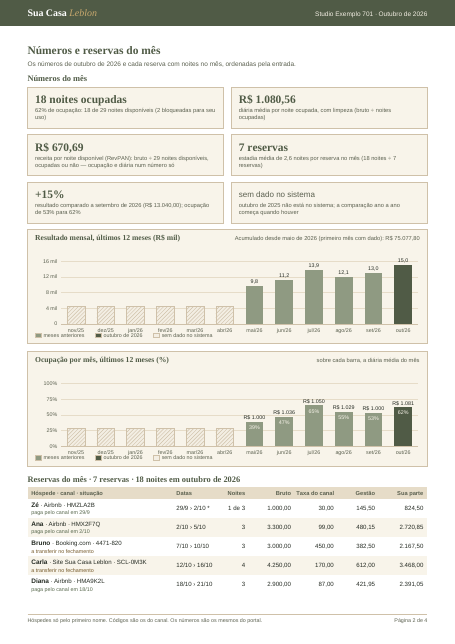 Sua Casa Leblon
Studio Exemplo 701 · Outubro de 2026
Números e reservas do mês
Os números de outubro de 2026 e cada reserva com noites no mês, ordenadas pela entrada.
Números do mês
18 noites ocupadas
62% de ocupação: 18 de 29 noites disponíveis (2 bloqueadas para seu
uso)
R$ 1.080,56
diária média por noite ocupada, com limpeza (bruto ÷ noites
ocupadas)
R$ 670,69
receita por noite disponível (RevPAN): bruto ÷ 29 noites disponíveis,
ocupadas ou não — ocupação e diária num número só
7 reservas
estadia média de 2,6 noites por reserva no mês (18 noites ÷ 7
reservas)
+15%
resultado comparado a setembro de 2026 (R$ 13.040,00); ocupação
de 53% para 62%
sem dado no sistema
outubro de 2025 não está no sistema; a comparação ano a ano
começa quando houver
Resultado mensal, últimos 12 meses (R$ mil)
Acumulado desde maio de 2026 (primeiro mês com dado): R$ 75.077,80
16 mil
12 mil
8 mil
4 mil
0
9,8
11,2
13,9
12,1
13,0
15,0
nov/25 dez/25 jan/26 fev/26 mar/26 abr/26 mai/26 jun/26 jul/26 ago/26 set/26 out/26
meses anteriores outubro de 2026 sem dado no sistema
Ocupação por mês, últimos 12 meses (%)
sobre cada barra, a diária média do mês
100%
75%
50%
25%
0%
R$ 1.000
R$ 1.036
R$ 1.050
R$ 1.029
R$ 1.000
R$ 1.081
39%
47%
65%
55%
53%
62%
nov/25 dez/25 jan/26 fev/26 mar/26 abr/26 mai/26 jun/26 jul/26 ago/26 set/26 out/26
meses anteriores outubro de 2026 sem dado no sistema
Reservas do mês · 7 reservas · 18 noites em outubro de 2026
Hóspede · canal · situação Datas Noites Bruto Taxa do canal Gestão Sua parte
Zé · Airbnb · HMZLA2B 29/9 › 2/10 * 1 de 3 1.000,00 30,00 145,50 824,50
pago pelo canal em 29/9
Ana · Airbnb · HMX2F7Q 2/10 › 5/10 3 3.300,00 99,00 480,15 2.720,85
pago pelo canal em 2/10
Bruno · Booking.com · 4471-820 7/10 › 10/10 3 3.000,00 450,00 382,50 2.167,50
a transferir no fechamento
Carla · Site Sua Casa Leblon · SCL-0M3K 12/10 › 16/10 4 4.250,00 170,00 612,00 3.468,00
a transferir no fechamento
Diana · Airbnb · HMA9K2L 18/10 › 21/10 3 2.900,00 87,00 421,95 2.391,05
pago pelo canal em 18/10
Hóspedes só pelo primeiro nome. Códigos são os do canal. Os números são os mesmos do portal.
Página 2 de 4